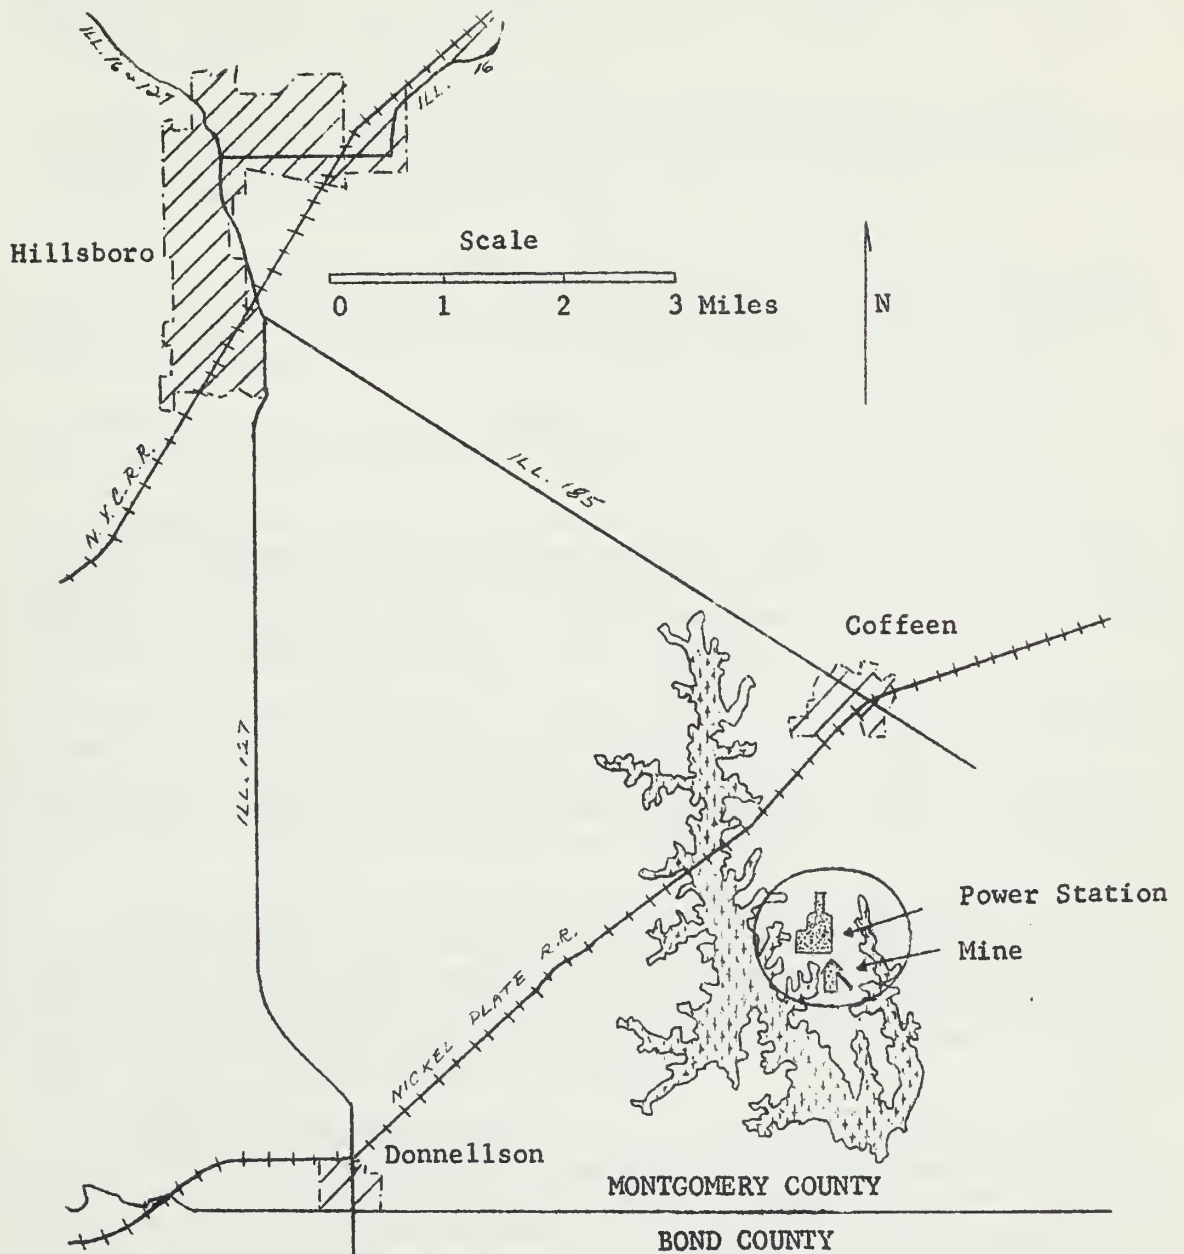 ILL. 16 & 127
ILL. 16
Hillsboro
Scale
0 1 2 3 Miles
N
N.Y.C.R.R.
ILL. 185
Coffeen
ILL. 127
Power Station
Mine
NICKEL PLATE R.R.
Donnellson
MONTGOMERY COUNTY
BOND COUNTY